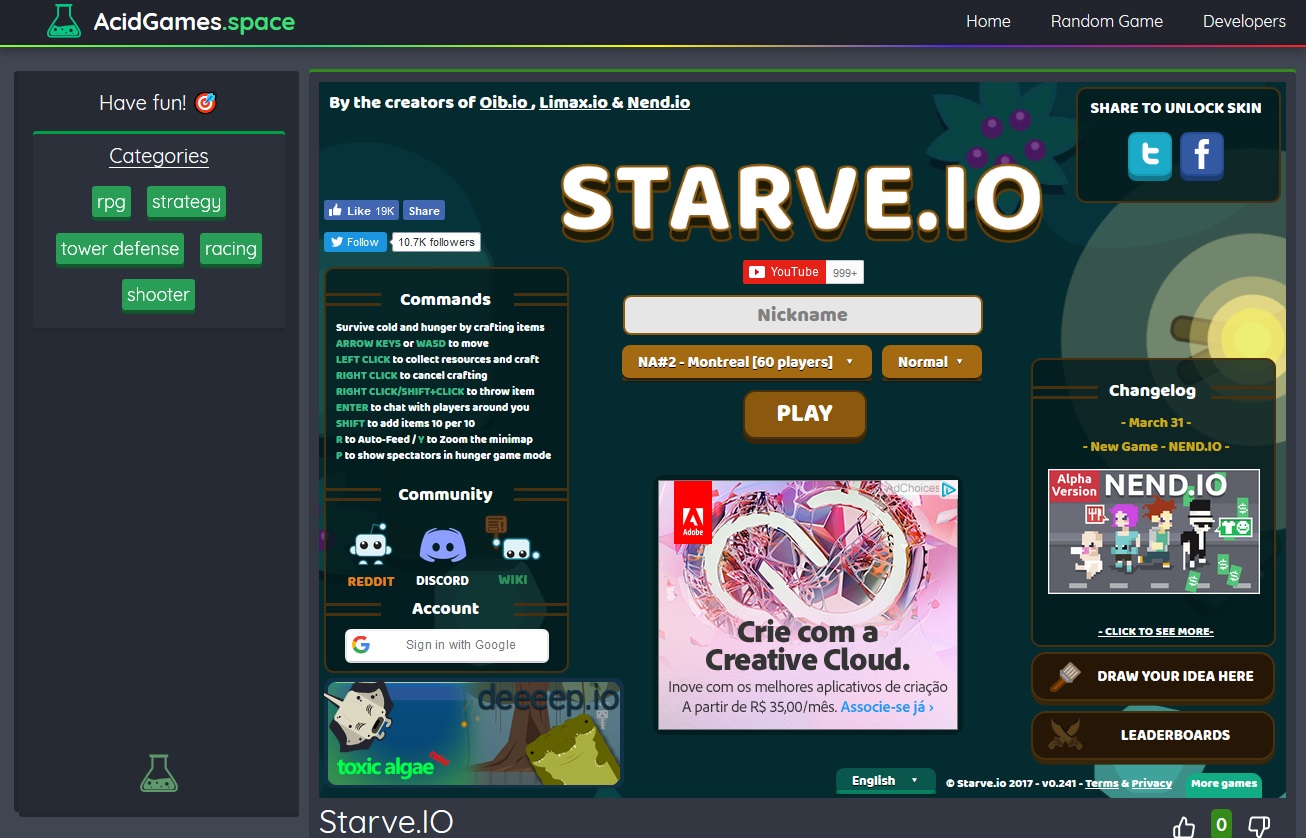 AcidGames.space
Home
Random Game
Developers
Have fun!
Categories
rpg
strategy
tower defense
racing
shooter
By the creators of Oib.io , Limax.io & Nend.io
SHARE TO UNLOCK SKIN
STARVE.IO
Like 19K
Share
Follow
10.7K followers
YouTube
999+
Nickname
NA#2 - Montreal [60 players]
Normal
PLAY
Commands
Survive cold and hunger by crafting items
ARROW KEYS or WASD to move
LEFT CLICK to collect resources and craft
RIGHT CLICK to cancel crafting
RIGHT CLICK/SHIFT+CLICK to throw item
ENTER to chat with players around you
SHIFT to add items 10 per 10
R to Auto-Feed / Y to Zoom the minimap
P to show spectators in hunger game mode
Community
REDDIT
DISCORD
WIKI
Account
Sign in with Google
deeeep.io
toxic algae
new
AdChoices
Adobe
Crie com a
Creative Cloud.
Inove com os melhores aplicativos de criação
A partir de R$ 35,00/mês. Associe-se já ›
Changelog
- March 31 -
- New Game - NEND.IO -
Alpha
Version
NEND.IO
- CLICK TO SEE MORE-
DRAW YOUR IDEA HERE
LEADERBOARDS
English
© Starve.io 2017 - v0.241 - Terms & Privacy
More games
Starve.IO
0